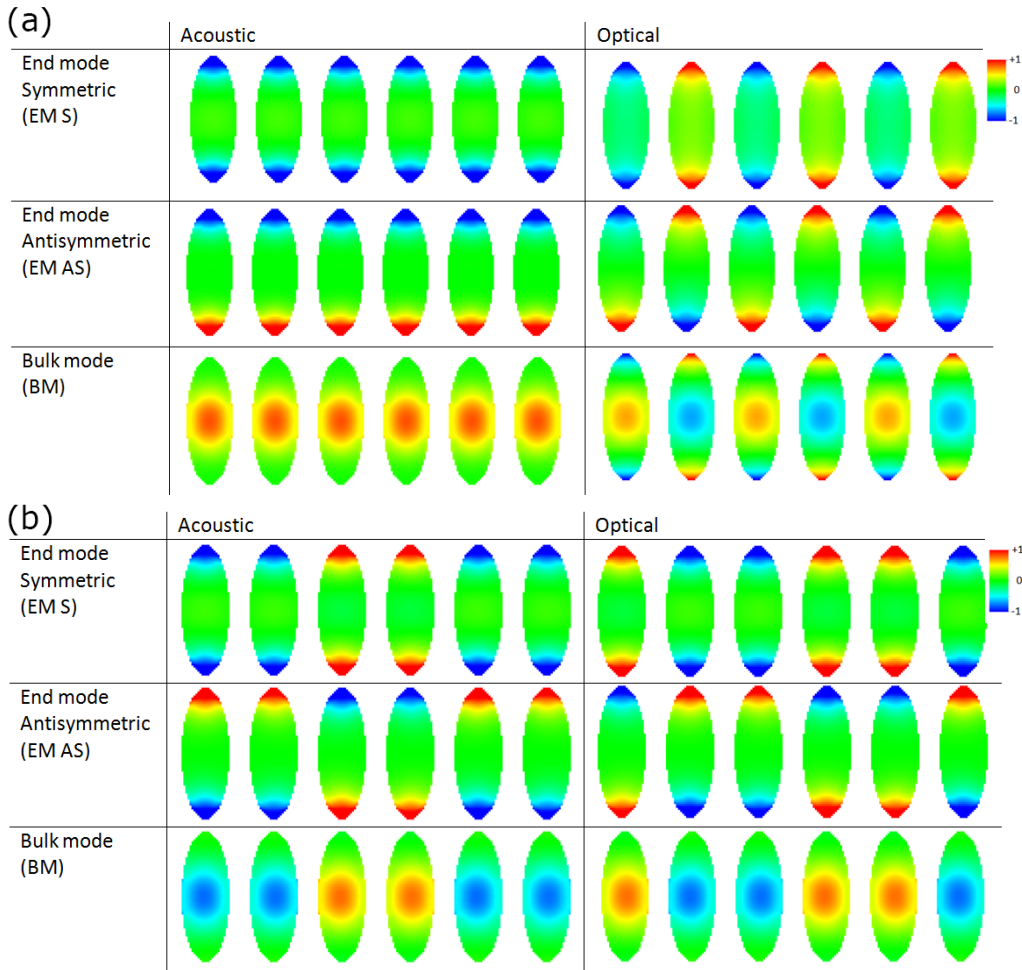 (a)
Acoustic
Optical
End mode
Symmetric
(EM S)
+1
0
-1
End mode
Antisymmetric
(EM AS)
Bulk mode
(BM)
(b)
Acoustic
Optical
End mode
Symmetric
(EM S)
+1
0
-1
End mode
Antisymmetric
(EM AS)
Bulk mode
(BM)